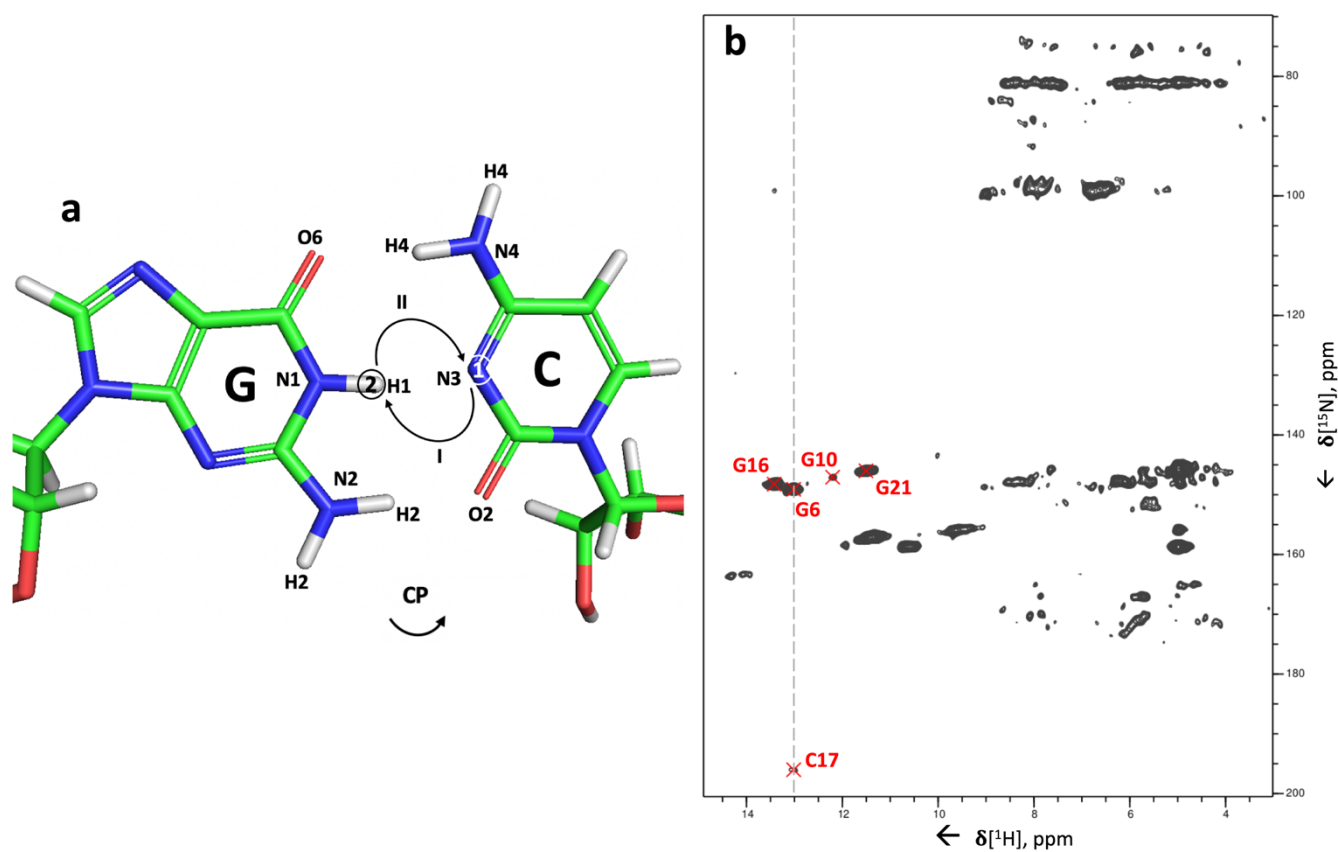 a
H4
O6
H4
N4
II
G
N1
2
H1
N3
1
C
I
N2
H2
O2
H2
CP
b
80
100
120
140
160
180
200
G16
G10
G6
G21
C17
14
12
10
8
6
4
← δ[¹H], ppm
← δ[¹⁵N], ppm